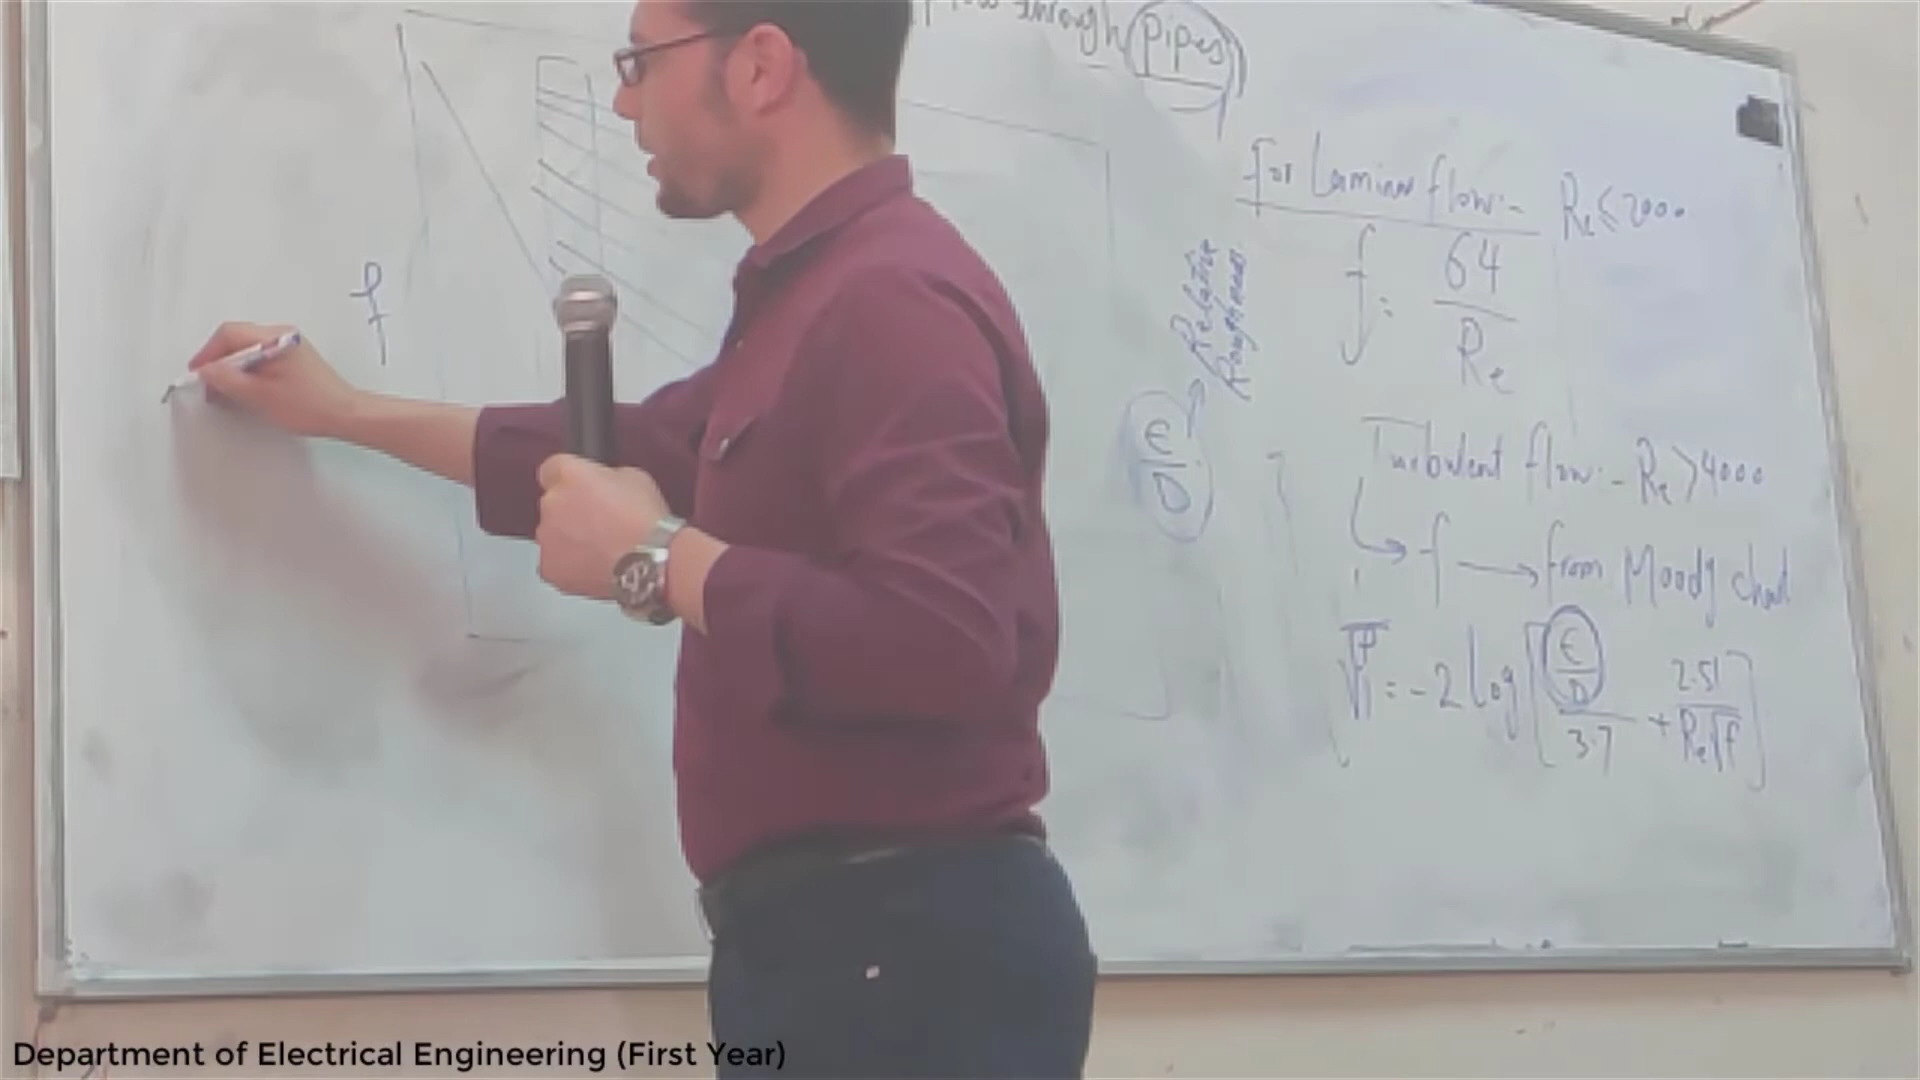 through pipes
f
For Laminar flow:- Re ≤ 2000
f = 64 / Re
Relative Roughness
ϵ / D
Turbulent flow:- Re > 4000
f → from Moody chart
= -2 log [ ϵ/D / 3.7 + 2.51 / Re√f ]
Department of Electrical Engineering (First Year)